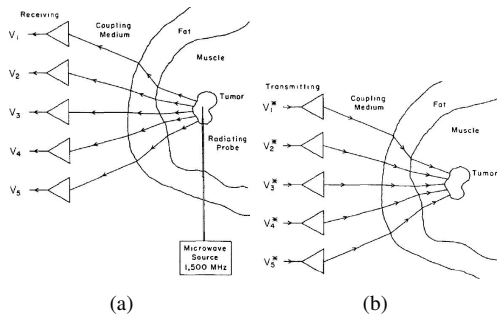 Receiving
Coupling
Medium
Fat
Muscle
V1
V2
V3
V4
V5
Tumor
Radiating
Probe
Microwave
Source
1,500 MHz
(a)
Transmitting
Coupling
Medium
Fat
Muscle
V1*
V2*
V3*
V4*
V5*
Tumor
(b)